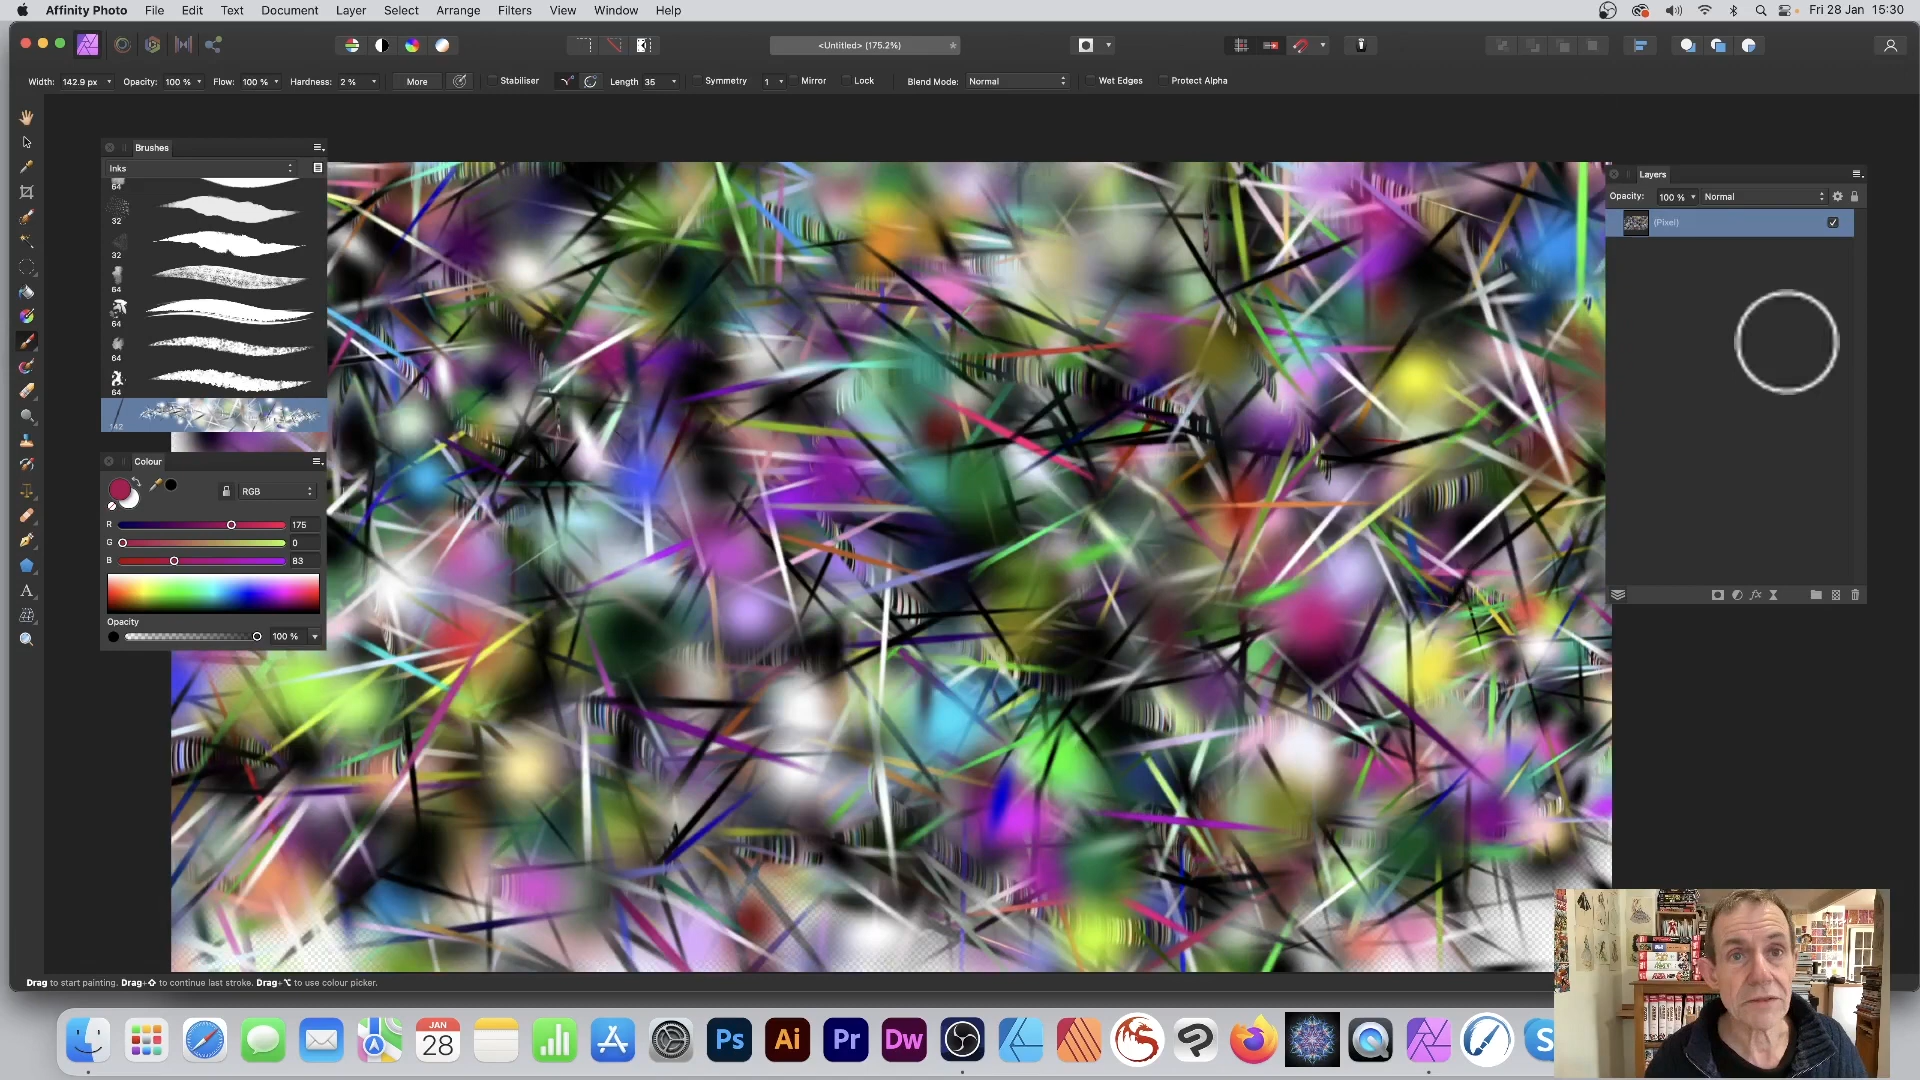 Affinity Photo File Edit Text Document Layer Select Arrange Filters View Window Help Fri 28 Jan 15:30
<Untitled> (175.2%) *
Width: 142.9 px Opacity: 100 % Flow: 100 % Hardness: 2 % More Stabiliser Length 35 Symmetry 1 Mirror Lock Blend Mode: Normal Wet Edges Protect Alpha
Brushes
Inks
64
32
32
64
64
64
64
142
Colour
RGB
R 175
G 0
B 83
Opacity
100 %
Layers
Opacity: 100 % Normal
(Pixel)
Drag to start painting. Drag+⇧ to continue last stroke. Drag+⌥ to use colour picker.
JAN
28
Ps
Ai
Pr
Dw
S